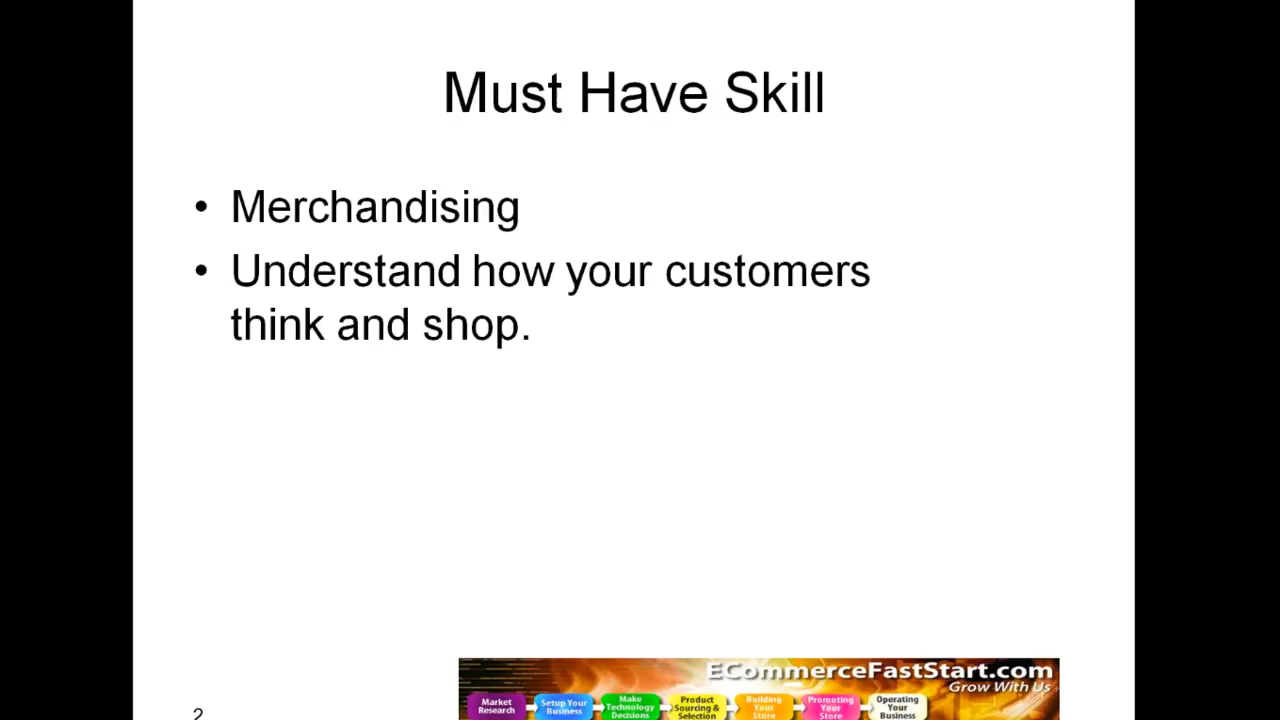 Must Have Skill
• Merchandising
• Understand how your customers
think and shop.
ECommerceFastStart.com
Grow With Us
Market
Research
Setup Your
Business
Make
Technology
Decisions
Product
Sourcing &
Selection
Building
Your
Store
Promoting
Your
Store
Operating
Your
Business
2